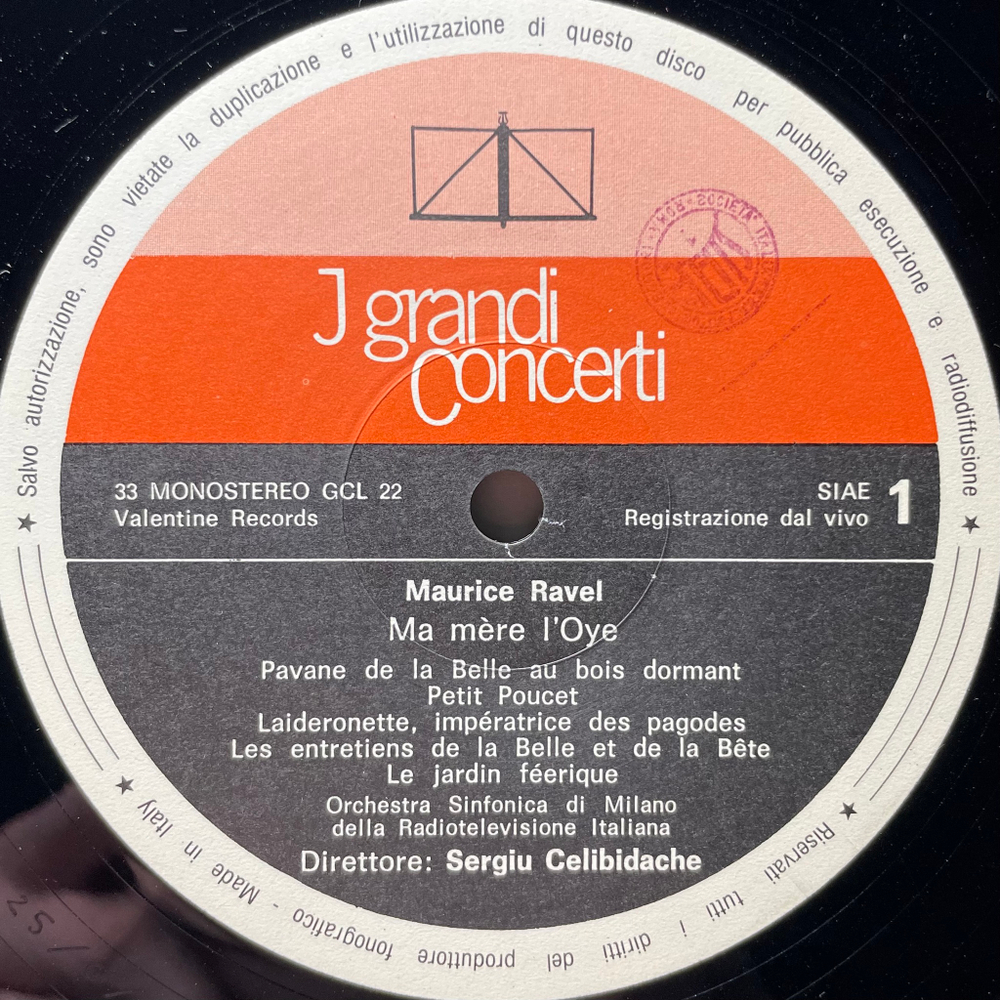 ★ Salvo autorizzazione, sono vietate la duplicazione e l'utilizzazione di questo disco per pubblica esecuzione e radiodiffusione ★
J grandi
concerti
33 MONOSTEREO GCL 22
Valentine Records
SIAE
Registrazione dal vivo
1
Maurice Ravel
Ma mère l'Oye
Pavane de la Belle au bois dormant
Petit Poucet
Laideronette, impératrice des pagodes
Les entretiens de la Belle et de la Bête
Le jardin féerique
Orchestra Sinfonica di Milano
della Radiotelevisione Italiana
Direttore: Sergiu Celibidache
★ Riservati tutti i diritti del produttore fonografico - Made in Italy ★